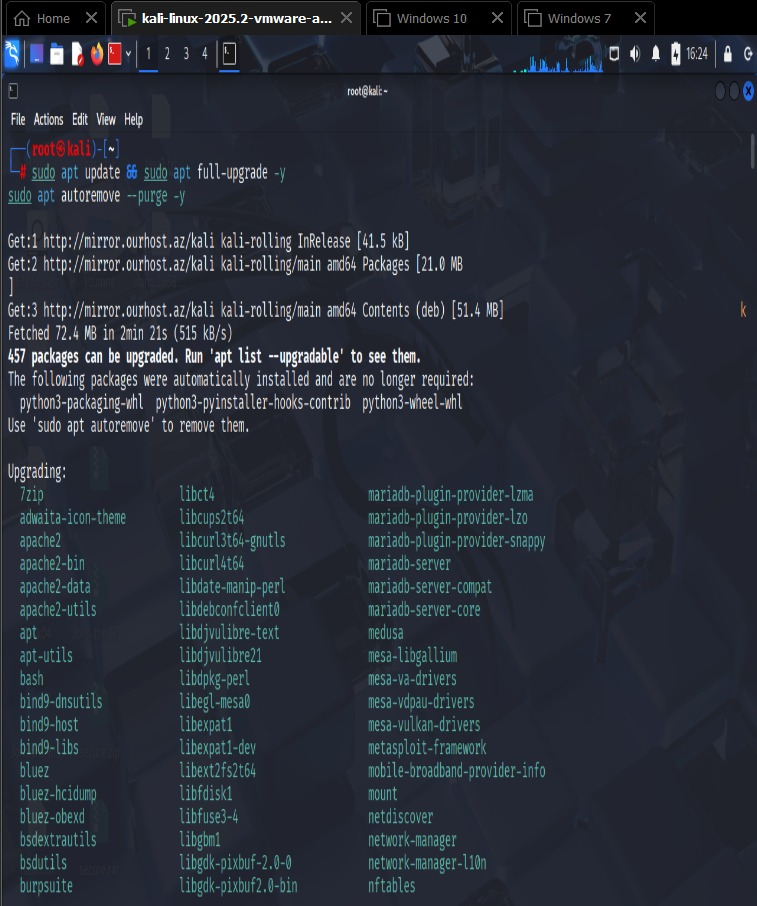 Home kali-linux-2025.2-vmware-a... Windows 10 Windows 7
1 2 3 4 16:24
root@kali: ~
File Actions Edit View Help
┌──(root㉿kali)-[~]
└─# sudo apt update && sudo apt full-upgrade -y
sudo apt autoremove --purge -y
Get:1 http://mirror.ourhost.az/kali kali-rolling InRelease [41.5 kB]
Get:2 http://mirror.ourhost.az/kali kali-rolling/main amd64 Packages [21.0 MB
]
Get:3 http://mirror.ourhost.az/kali kali-rolling/main amd64 Contents (deb) [51.4 MB] k
Fetched 72.4 MB in 2min 21s (515 kB/s)
457 packages can be upgraded. Run 'apt list --upgradable' to see them.
The following packages were automatically installed and are no longer required:
python3-packaging-whl python3-pyinstaller-hooks-contrib python3-wheel-whl
Use 'sudo apt autoremove' to remove them.
Upgrading:
7zip libct4 mariadb-plugin-provider-lzma
adwaita-icon-theme libcups2t64 mariadb-plugin-provider-lzo
apache2 libcurl3t64-gnutls mariadb-plugin-provider-snappy
apache2-bin libcurl4t64 mariadb-server
apache2-data libdate-manip-perl mariadb-server-compat
apache2-utils libdebconfclient0 mariadb-server-core
apt libdjvulibre-text medusa
apt-utils libdjvulibre21 mesa-libgallium
bash libdpkg-perl mesa-va-drivers
bind9-dnsutils libegl-mesa0 mesa-vdpau-drivers
bind9-host libexpat1 mesa-vulkan-drivers
bind9-libs libexpat1-dev metasploit-framework
bluez libext2fs2t64 mobile-broadband-provider-info
bluez-hcidump libfdisk1 mount
bluez-obexd libfuse3-4 netdiscover
bsdextrautils libgbm1 network-manager
bsdutils libgdk-pixbuf-2.0-0 network-manager-l10n
burpsuite libgdk-pixbuf2.0-bin nftables